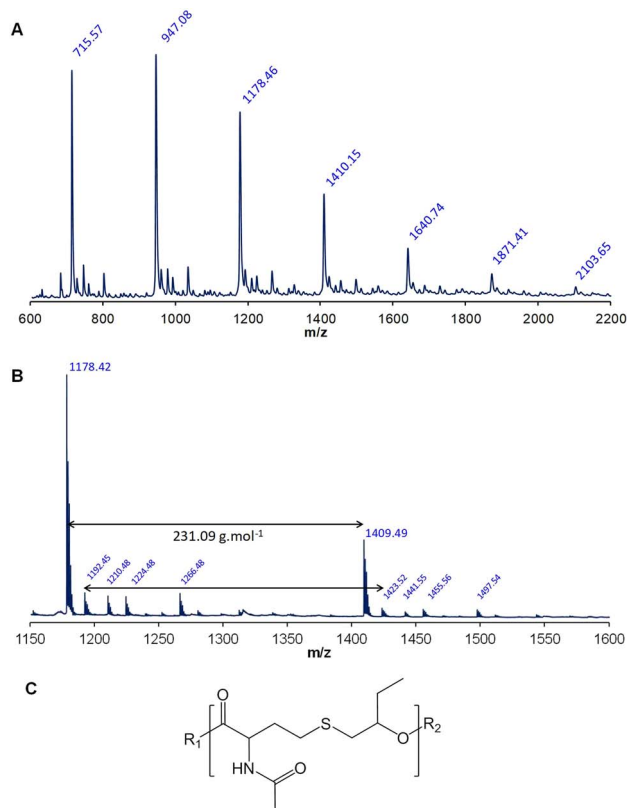 A
715.57
947.08
1178.46
1410.15
1640.74
1871.41
2103.65
600 800 1000 1200 1400 1600 1800 2000 2200
m/z
B
1178.42
231.09 g.mol-1
1409.49
1192.45
1210.48
1224.48
1266.48
1423.52
1441.55
1455.56
1497.54
1150 1200 1250 1300 1350 1400 1450 1500 1550 1600
m/z
C
O
R1
S
O
R2
HN
O